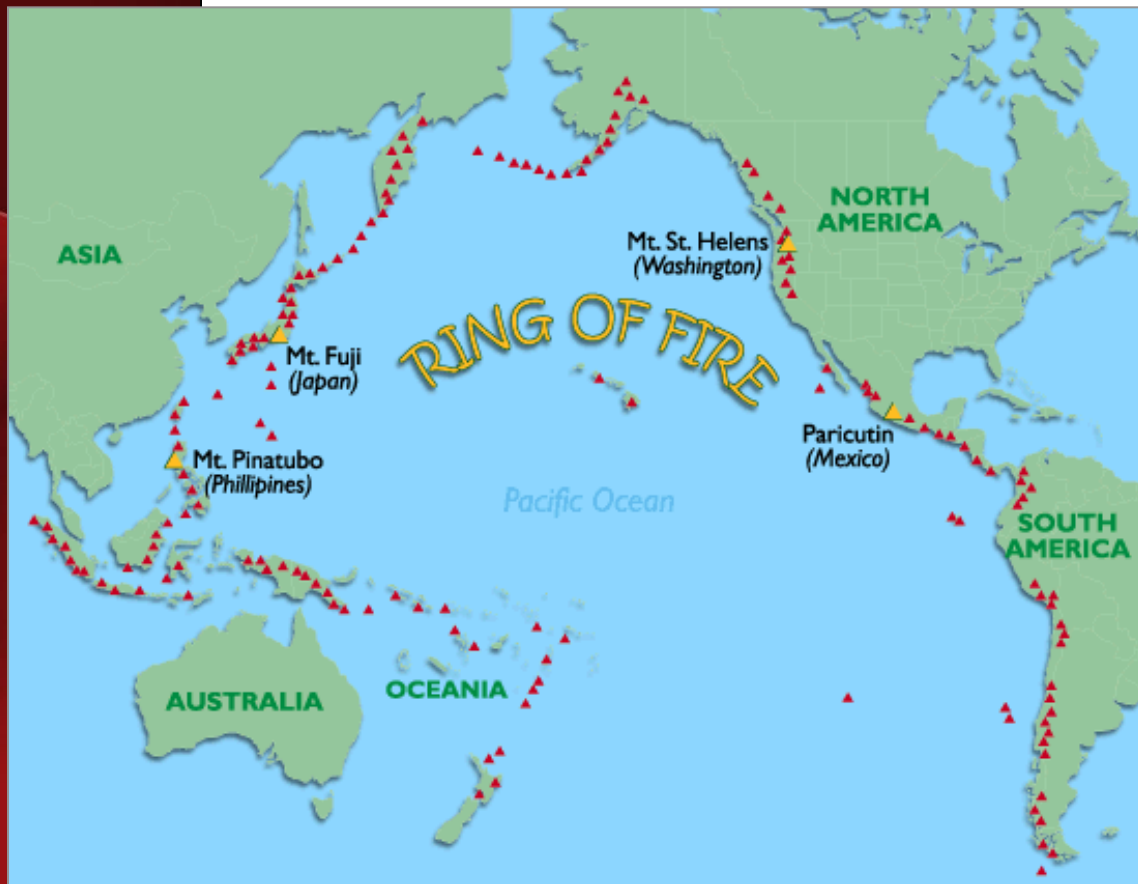 NORTH
AMERICA
ASIA
Mt. St. Helens
(Washington)
RING OF FIRE
Mt. Fuji
(Japan)
Paricutin
(Mexico)
Mt. Pinatubo
(Phillipines)
Pacific Ocean
SOUTH
AMERICA
OCEANIA
AUSTRALIA